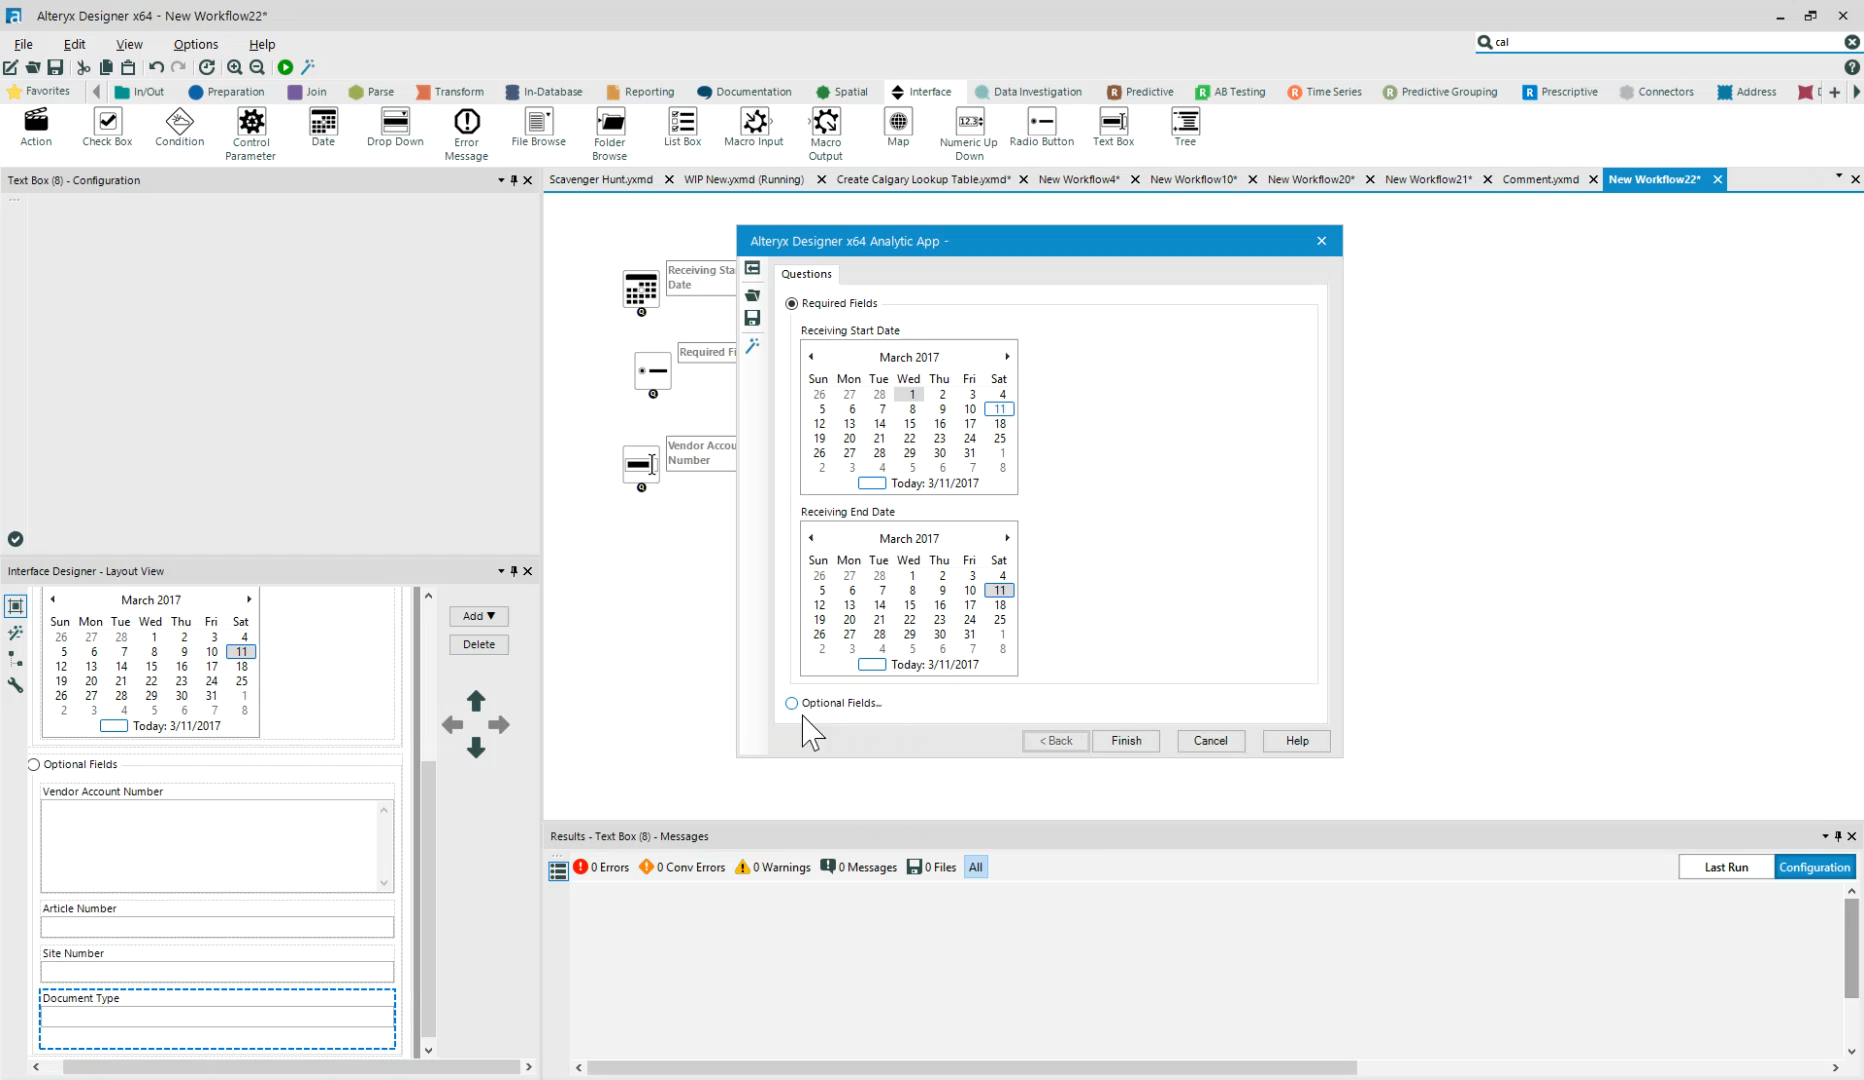 Alteryx Designer x64 - New Workflow22*
File Edit View Options Help
cal
Favorites In/Out Preparation Join Parse Transform In-Database Reporting Documentation Spatial Interface Data Investigation Predictive AB Testing Time Series Predictive Grouping Prescriptive Connectors Address
Action Check Box Condition Control Parameter Date Drop Down Error Message File Browse Folder Browse List Box Macro Input Macro Output Map Numeric Up Down Radio Button Text Box Tree
Text Box (8) - Configuration
Scavenger Hunt.yxmd WIP New.yxmd (Running) Create Calgary Lookup Table.yxmd* New Workflow4* New Workflow10* New Workflow20* New Workflow21* Comment.yxmd New Workflow22*
Receiving Sta
Date
Required Fi
Vendor Accou
Number
Alteryx Designer x64 Analytic App -
Questions
Required Fields
Receiving Start Date
March 2017
Sun Mon Tue Wed Thu Fri Sat
26 27 28 1 2 3 4
5 6 7 8 9 10 11
12 13 14 15 16 17 18
19 20 21 22 23 24 25
26 27 28 29 30 31 1
2 3 4 5 6 7 8
Today: 3/11/2017
Receiving End Date
March 2017
Sun Mon Tue Wed Thu Fri Sat
26 27 28 1 2 3 4
5 6 7 8 9 10 11
12 13 14 15 16 17 18
19 20 21 22 23 24 25
26 27 28 29 30 31 1
2 3 4 5 6 7 8
Today: 3/11/2017
Optional Fields...
< Back Finish Cancel Help
Interface Designer - Layout View
March 2017
Sun Mon Tue Wed Thu Fri Sat
26 27 28 1 2 3 4
5 6 7 8 9 10 11
12 13 14 15 16 17 18
19 20 21 22 23 24 25
26 27 28 29 30 31 1
2 3 4 5 6 7 8
Today: 3/11/2017
Add ▼
Delete
Optional Fields
Vendor Account Number
Article Number
Site Number
Document Type
Results - Text Box (8) - Messages
0 Errors 0 Conv Errors 0 Warnings 0 Messages 0 Files All
Last Run Configuration